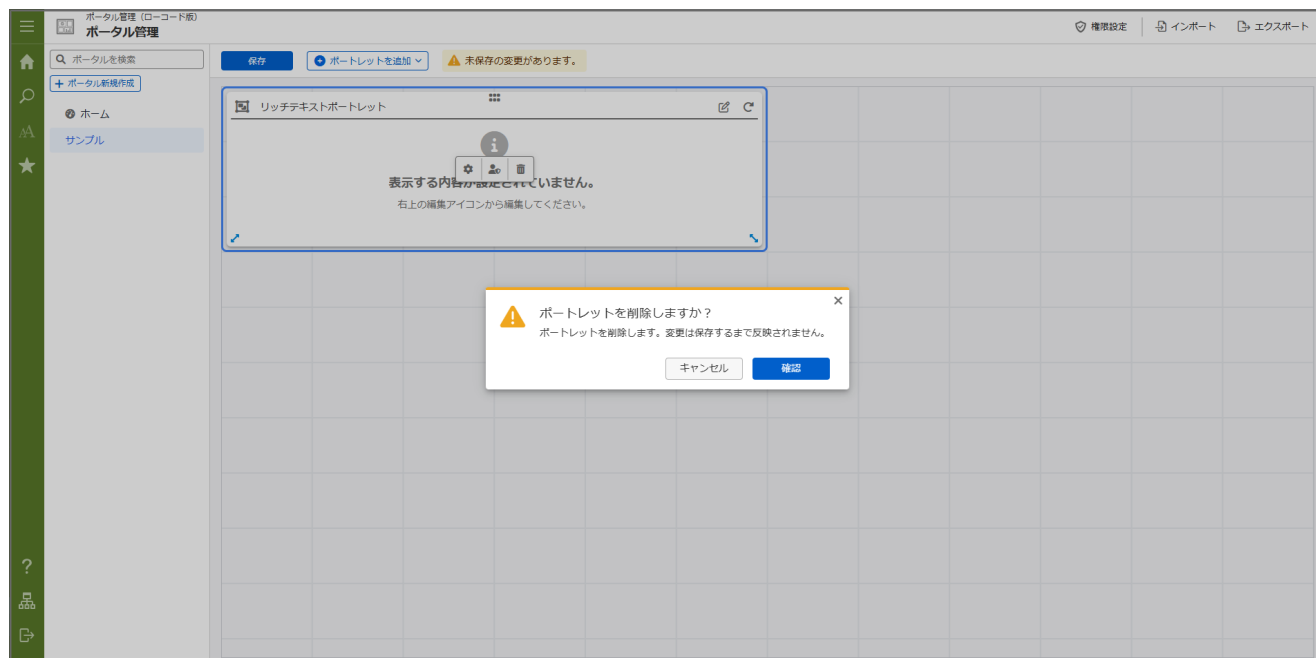 ポータル管理（ローコード版）
ポータル管理
権限設定
インポート
エクスポート
ポータルを検索
保存
ポートレットを追加
未保存の変更があります。
ポータル新規作成
ホーム
サンプル
リッチテキストポートレット
表示する内容が設定されていません。
右上の編集アイコンから編集してください。
ポートレットを削除しますか？
ポートレットを削除します。変更は保存するまで反映されません。
キャンセル
確認